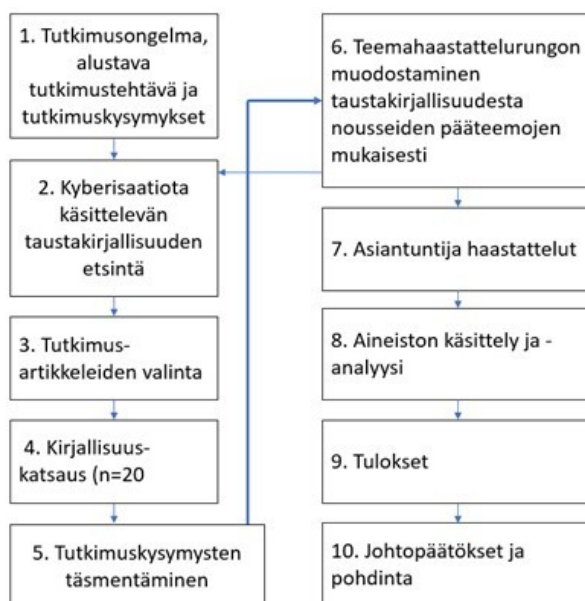 1. Tutkimusongelma,
alustava
tutkimustehtävä ja
tutkimuskysymykset
2. Kyberisaatiota
käsittelevän
taustakirjallisuuden
etsintä
3. Tutkimus-
artikkeleiden valinta
4. Kirjallisuus-
katsaus (n=20
5. Tutkimuskysymysten
täsmentäminen
6. Teemahaastattelurungon
muodostaminen
taustakirjallisuudesta
nousseiden pääteemojen
mukaisesti
7. Asiantuntija haastattelut
8. Aineiston käsittely ja -
analyysi
9. Tulokset
10. Johtopäätökset ja
pohdinta